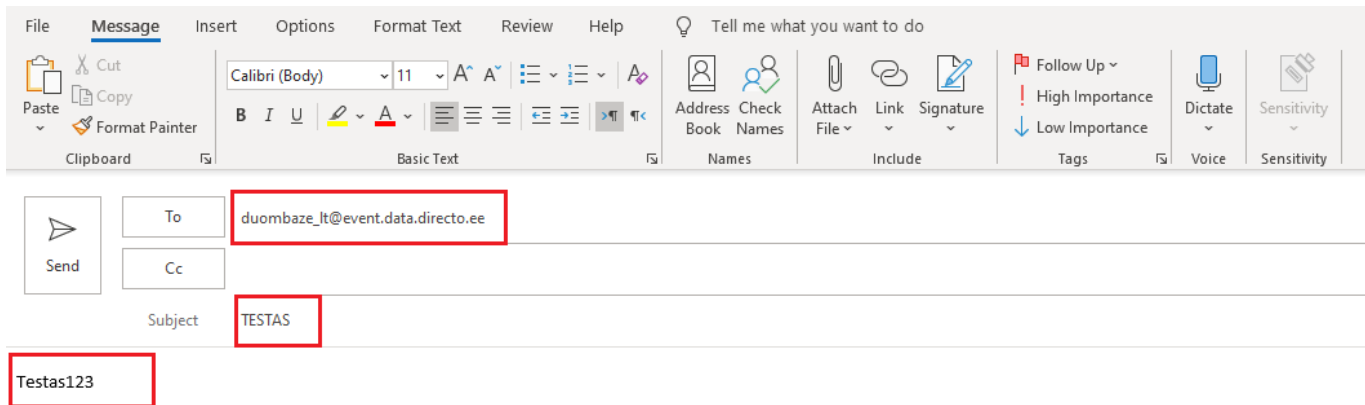 File Message Insert Options Format Text Review Help Tell me what you want to do
Paste
Cut
Copy
Format Painter
Clipboard
Calibri (Body) 11
B I U
Basic Text
Address Book
Check Names
Names
Attach File
Link
Signature
Include
Follow Up
High Importance
Low Importance
Tags
Dictate
Voice
Sensitivity
Sensitivity
Send
To duombaze_lt@event.data.directo.ee
Cc
Subject TESTAS
Testas123